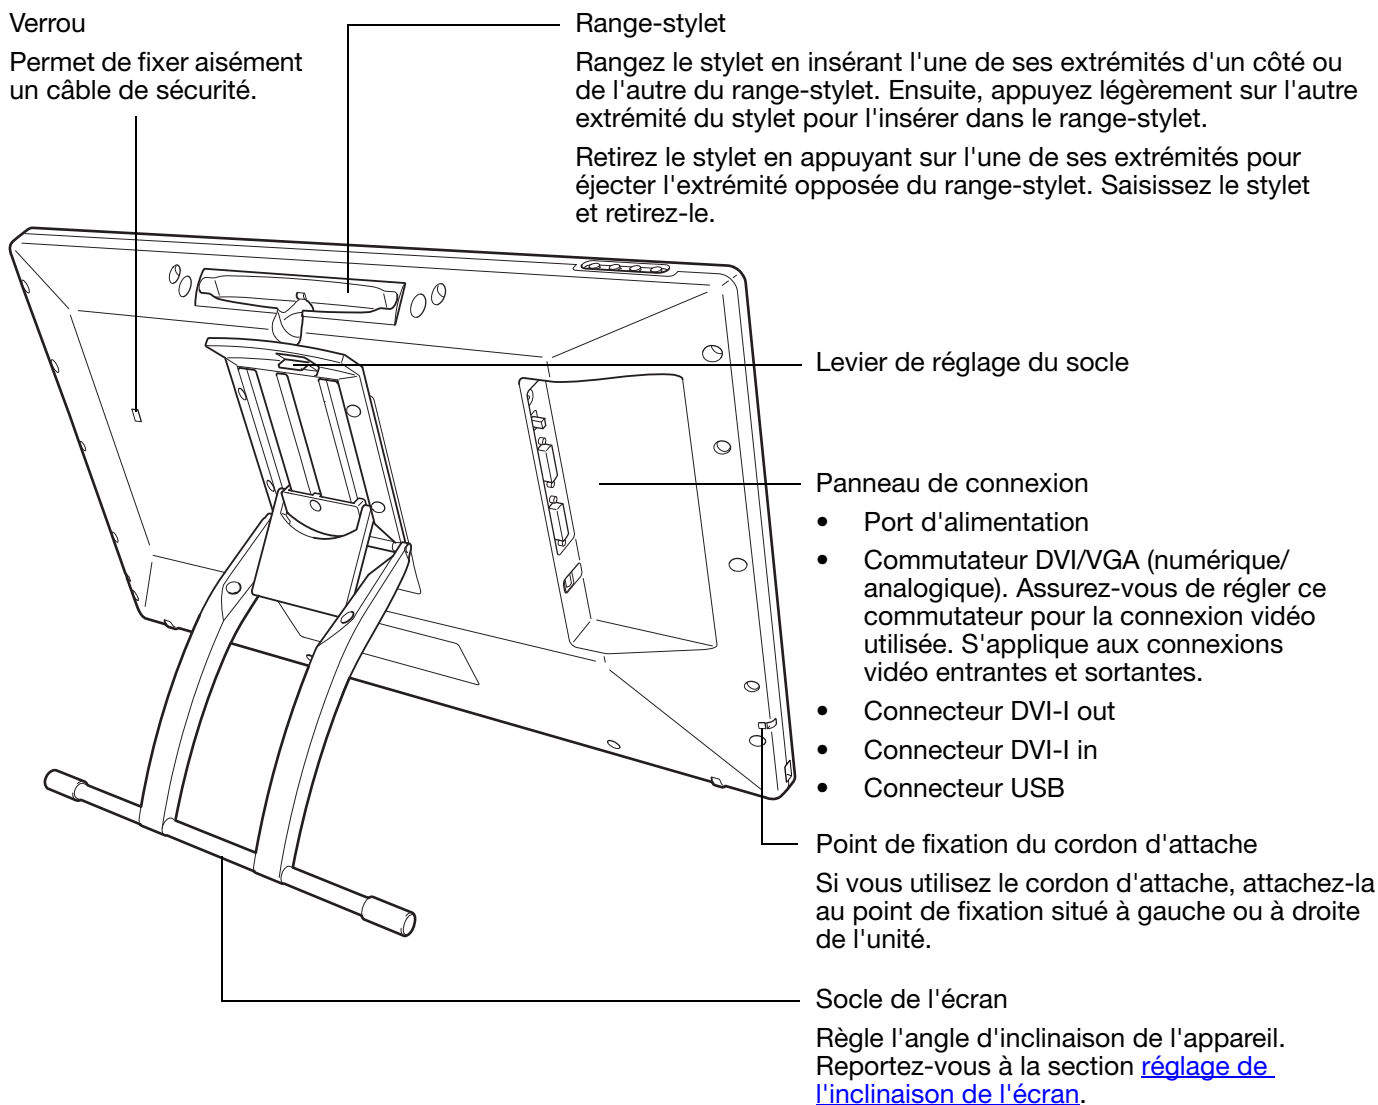 Verrou
Permet de fixer aisément
un câble de sécurité.
Range-stylet
Rangez le stylet en insérant l'une de ses extrémités d'un côté ou
de l'autre du range-stylet. Ensuite, appuyez légèrement sur l'autre
extrémité du stylet pour l'insérer dans le range-stylet.
Retirez le stylet en appuyant sur l'une de ses extrémités pour
éjecter l'extrémité opposée du range-stylet. Saisissez le stylet
et retirez-le.
Levier de réglage du socle
Panneau de connexion
• Port d'alimentation
• Commutateur DVI/VGA (numérique/
analogique). Assurez-vous de régler ce
commutateur pour la connexion vidéo
utilisée. S'applique aux connexions
vidéo entrantes et sortantes.
• Connecteur DVI-I out
• Connecteur DVI-I in
• Connecteur USB
Point de fixation du cordon d'attache
Si vous utilisez le cordon d'attache, attachez-la
au point de fixation situé à gauche ou à droite
de l'unité.
Socle de l'écran
Règle l'angle d'inclinaison de l'appareil.
Reportez-vous à la section réglage de
l'inclinaison de l'écran.